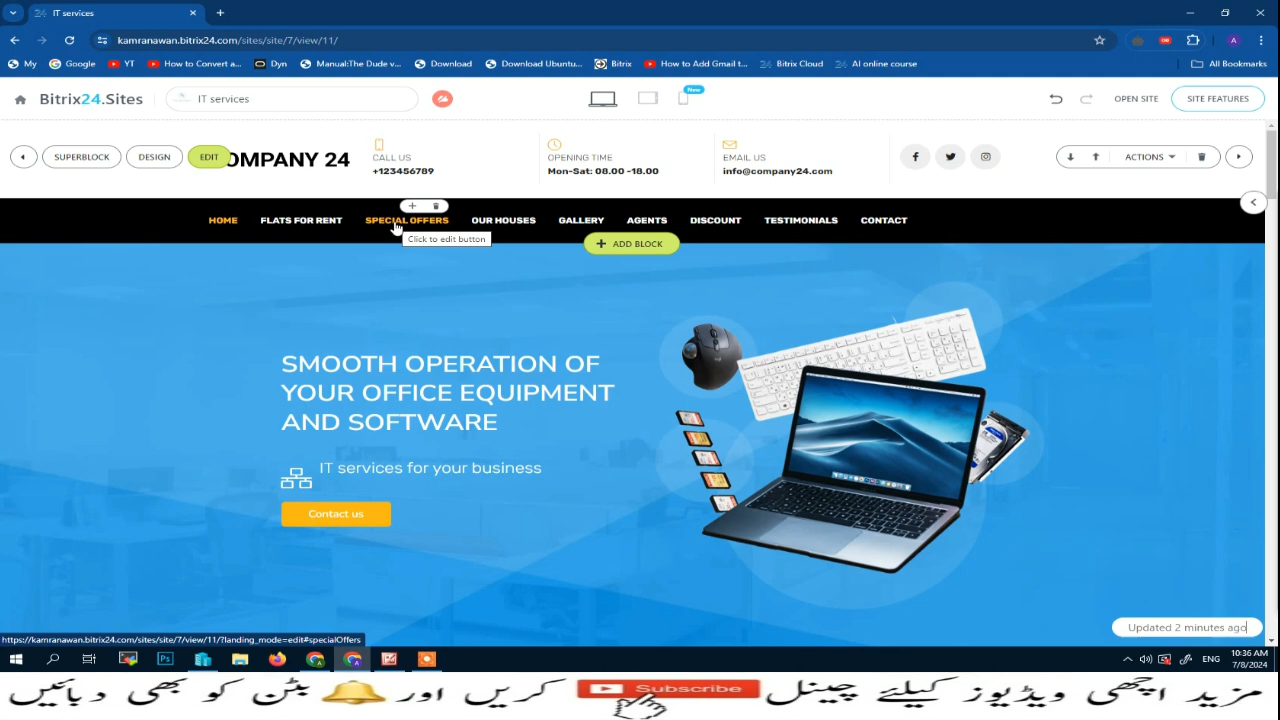 IT services
kamranawan.bitrix24.com/sites/site/7/view/11/
A
My
Google
YT
How to Convert a...
Dyn
Manual:The Dude v...
Download
Download Ubuntu...
Bitrix
How to Add Gmail t...
Bitrix Cloud
AI online course
All Bookmarks
Bitrix24.Sites
IT services
New
OPEN SITE
SITE FEATURES
SUPERBLOCK
DESIGN
EDIT
OMPANY 24
CALL US
+123456789
OPENING TIME
Mon-Sat: 08.00 -18.00
EMAIL US
info@company24.com
ACTIONS
HOME
FLATS FOR RENT
SPECIAL OFFERS
OUR HOUSES
GALLERY
AGENTS
DISCOUNT
TESTIMONIALS
CONTACT
Click to edit button
ADD BLOCK
SMOOTH OPERATION OF
YOUR OFFICE EQUIPMENT
AND SOFTWARE
IT services for your business
Contact us
Updated 2 minutes ago
https://kamranawan.bitrix24.com/sites/site/7/view/11/?landing_mode=edit#specialOffers
Ps
ENG
10:36 AM
7/8/2024
مزید اچھی ویڈیوز کیلئے چینل Subscribe کریں اور بٹن کو بھی دبائیں